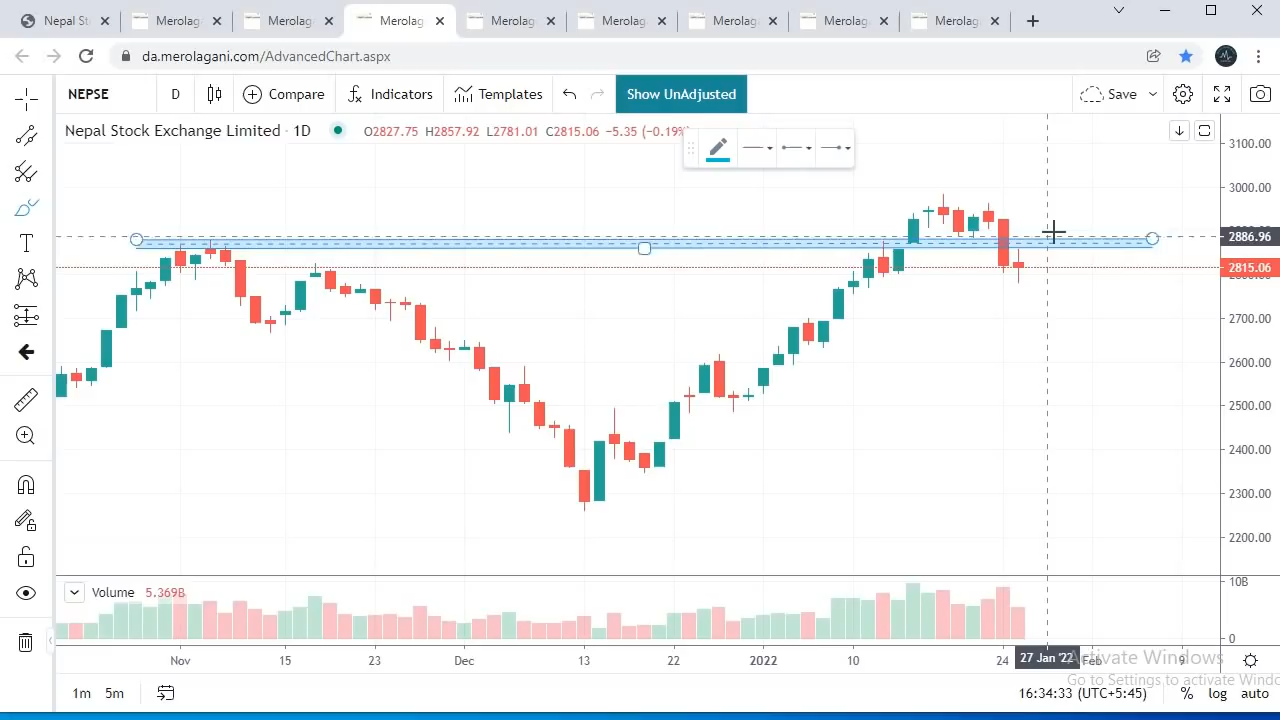 Nepal St Merolag Merolag Merolag Merolag Merolag Merolag Merolag Merolag
da.merolagani.com/AdvancedChart.aspx
NEPSE D Compare Indicators Templates Show UnAdjusted Save
Nepal Stock Exchange Limited · 1D O2827.75 H2857.92 L2781.01 C2815.06 −5.35 (−0.19%
3100.00
3000.00
2886.96
2815.06
2700.00
2600.00
2500.00
2400.00
2300.00
2200.00
Volume 5.369B
10B
0
Nov 15 23 Dec 13 22 2022 10 24 27 Jan '22 Feb 9
Activate Windows
Go to Settings to activate Windo
1m 5m 16:34:33 (UTC+5:45) % log auto